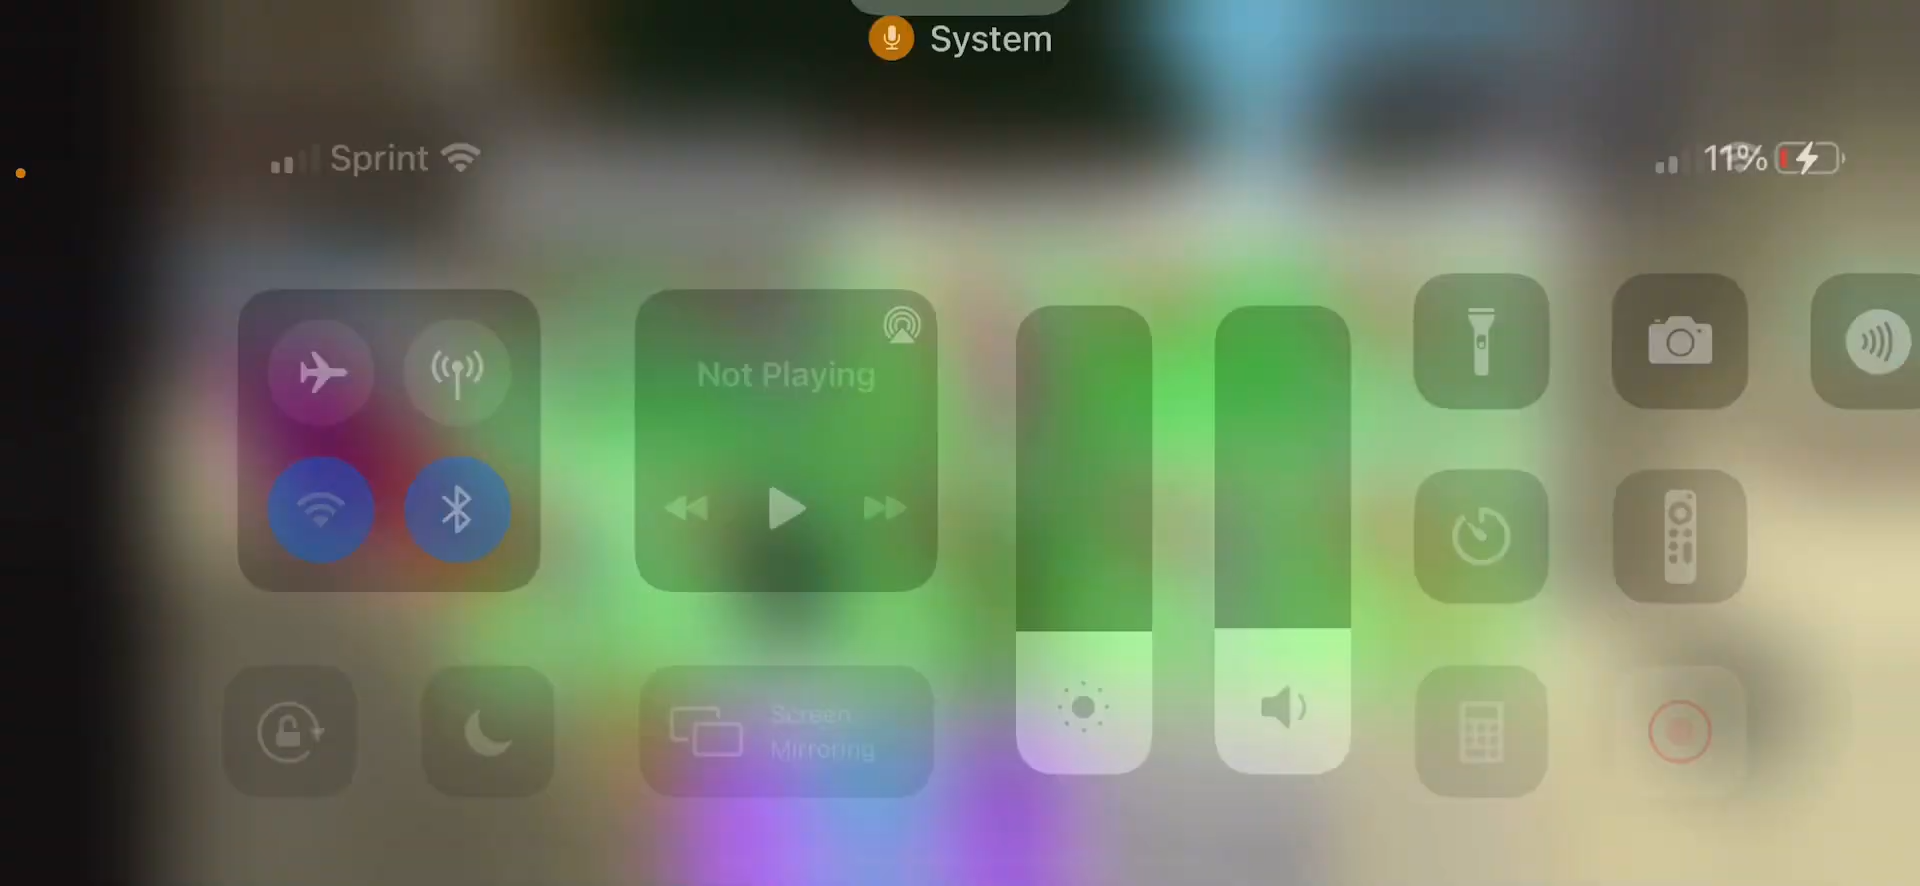 System
Sprint
11%
Not Playing
Screen
Mirroring